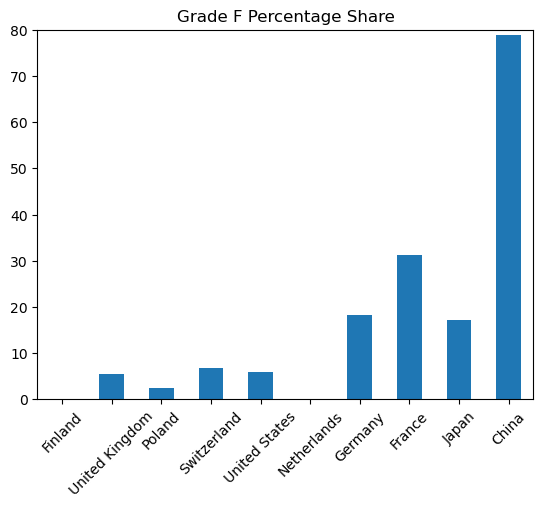 Grade F Percentage Share
80
70
60
50
40
30
20
10
0
Finland
United Kingdom
Poland
Switzerland
United States
Netherlands
Germany
France
Japan
China